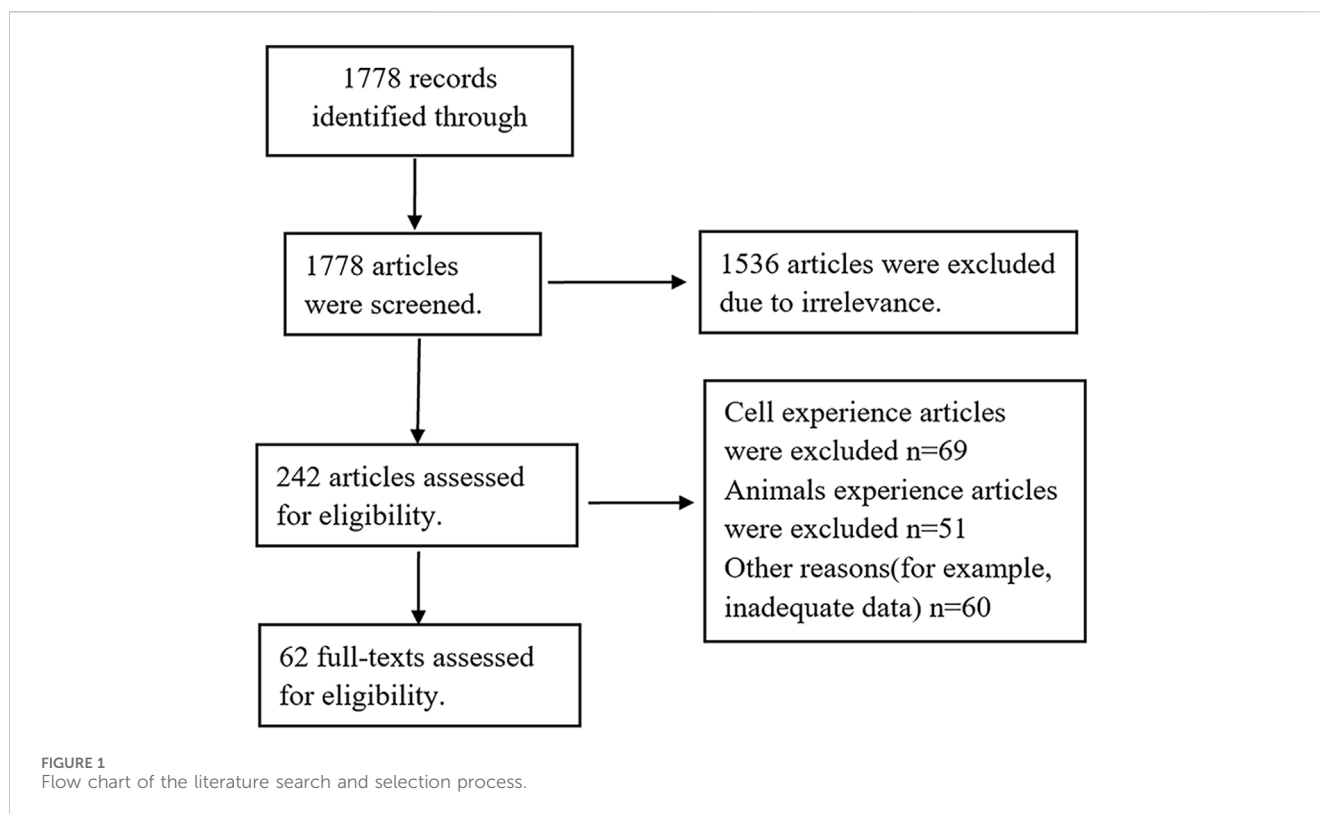 1778 records
identified through
1778 articles
were screened.
1536 articles were excluded
due to irrelevance.
242 articles assessed
for eligibility.
Cell experience articles
were excluded n=69
Animals experience articles
were excluded n=51
Other reasons(for example,
inadequate data) n=60
62 full-texts assessed
for eligibility.
FIGURE 1
Flow chart of the literature search and selection process.